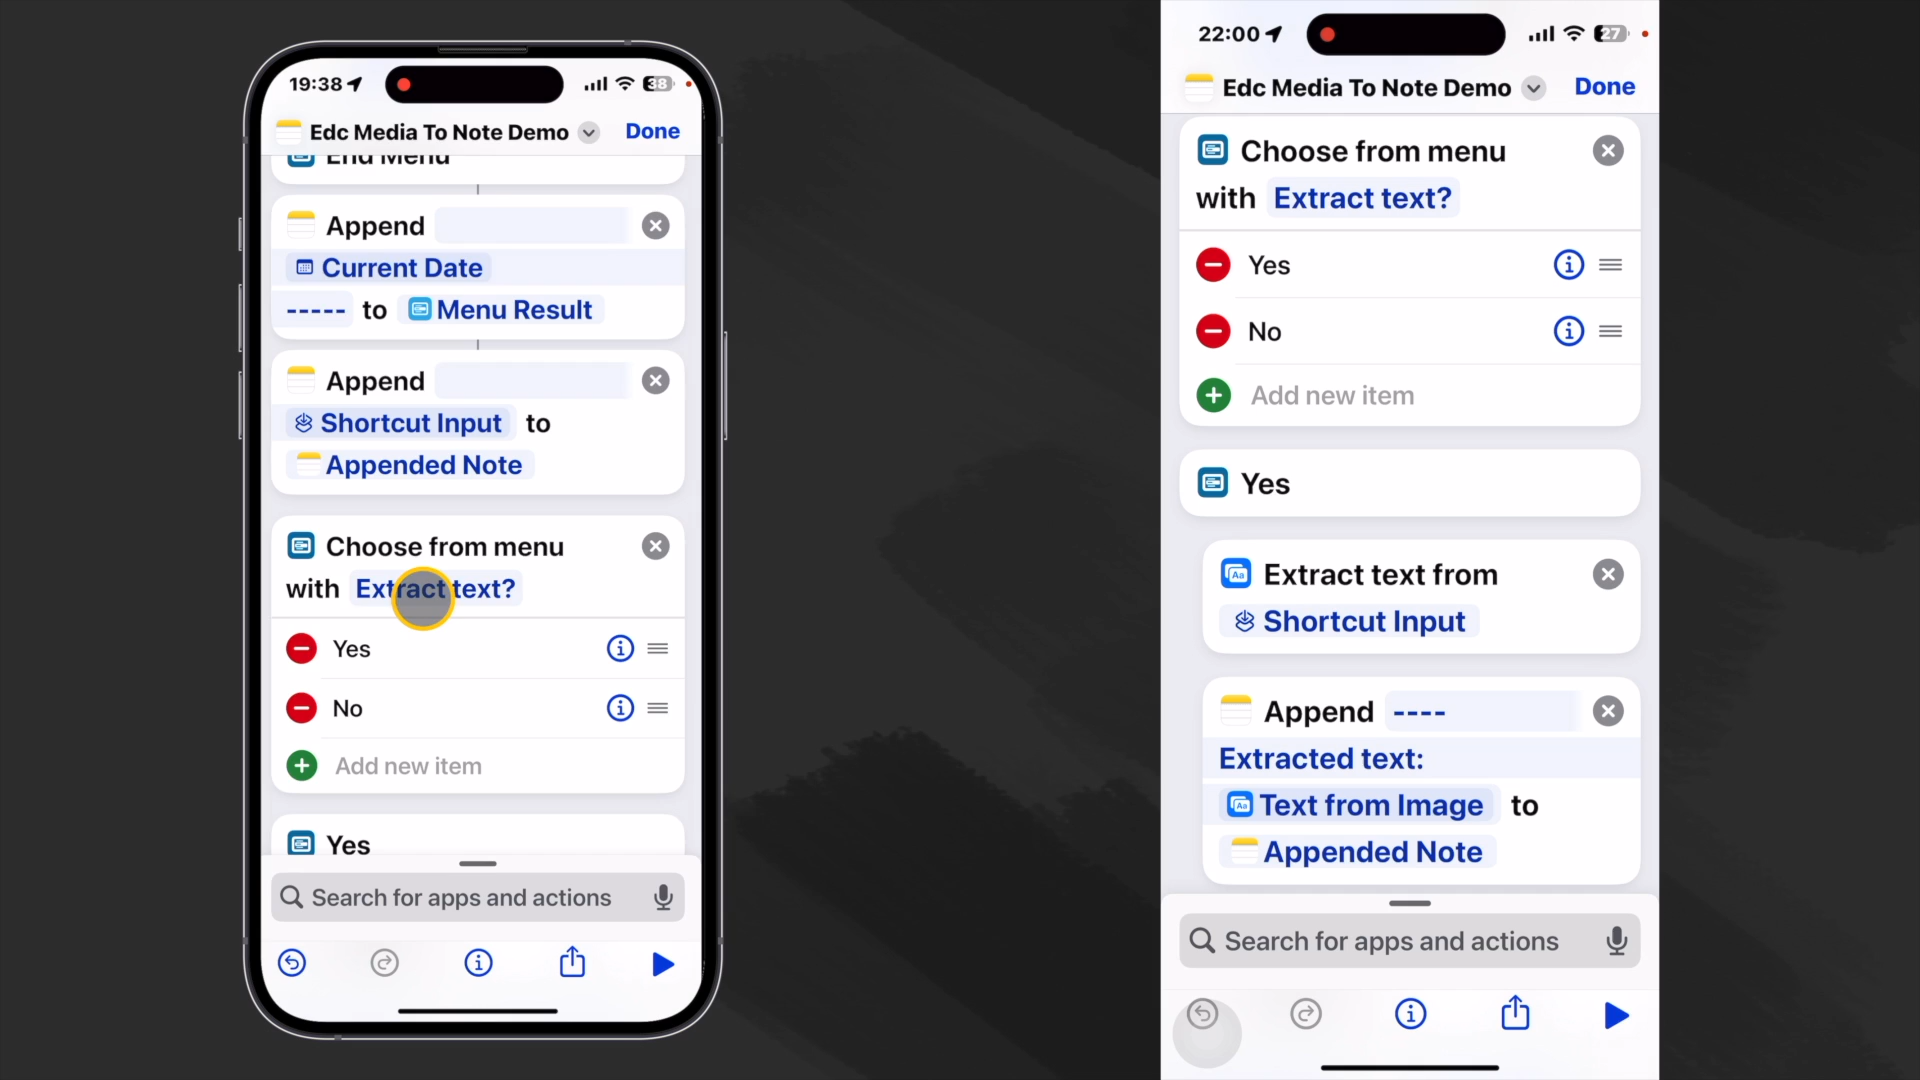 19:38
38
Edc Media To Note Demo
Done
End Menu
Append
Current Date
----- to Menu Result
Append
Shortcut Input to
Appended Note
Choose from menu
with Extract text?
Yes
No
Add new item
Yes
Search for apps and actions
22:00
27
Edc Media To Note Demo
Done
Choose from menu
with Extract text?
Yes
No
Add new item
Yes
Extract text from
Shortcut Input
Append ----
Extracted text:
Text from Image to
Appended Note
Search for apps and actions